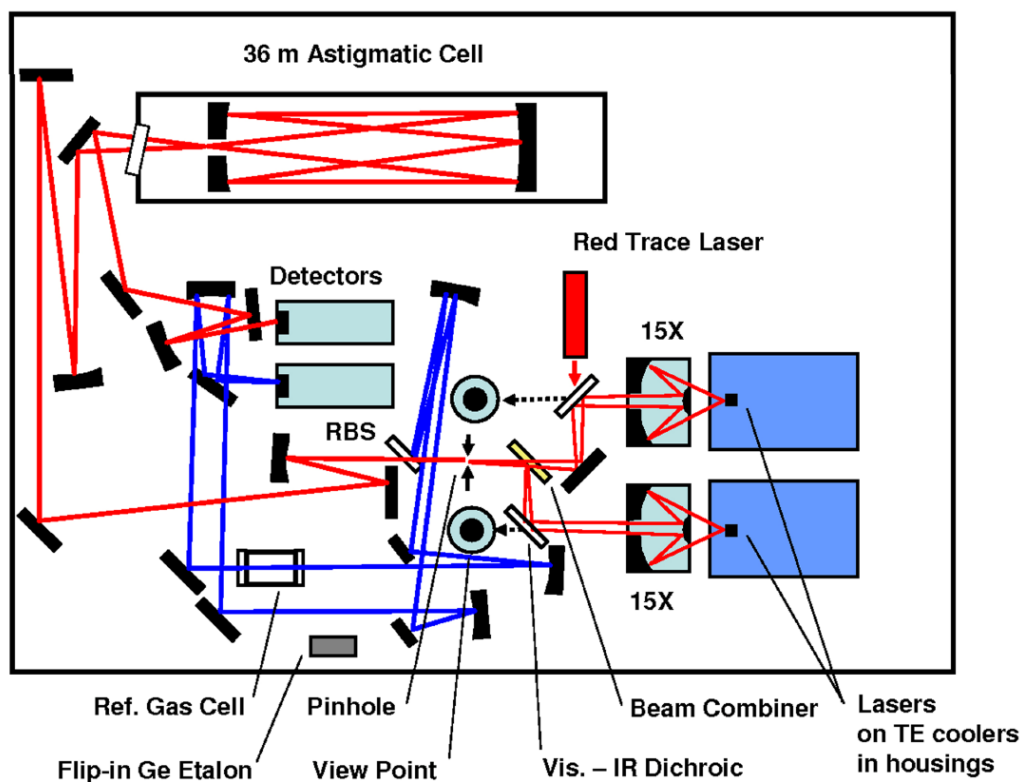 36 m Astigmatic Cell
Red Trace Laser
Detectors
15X
RBS
15X
Ref. Gas Cell
Pinhole
Beam Combiner
Lasers
on TE coolers
in housings
Flip-in Ge Etalon
View Point
Vis. – IR Dichroic